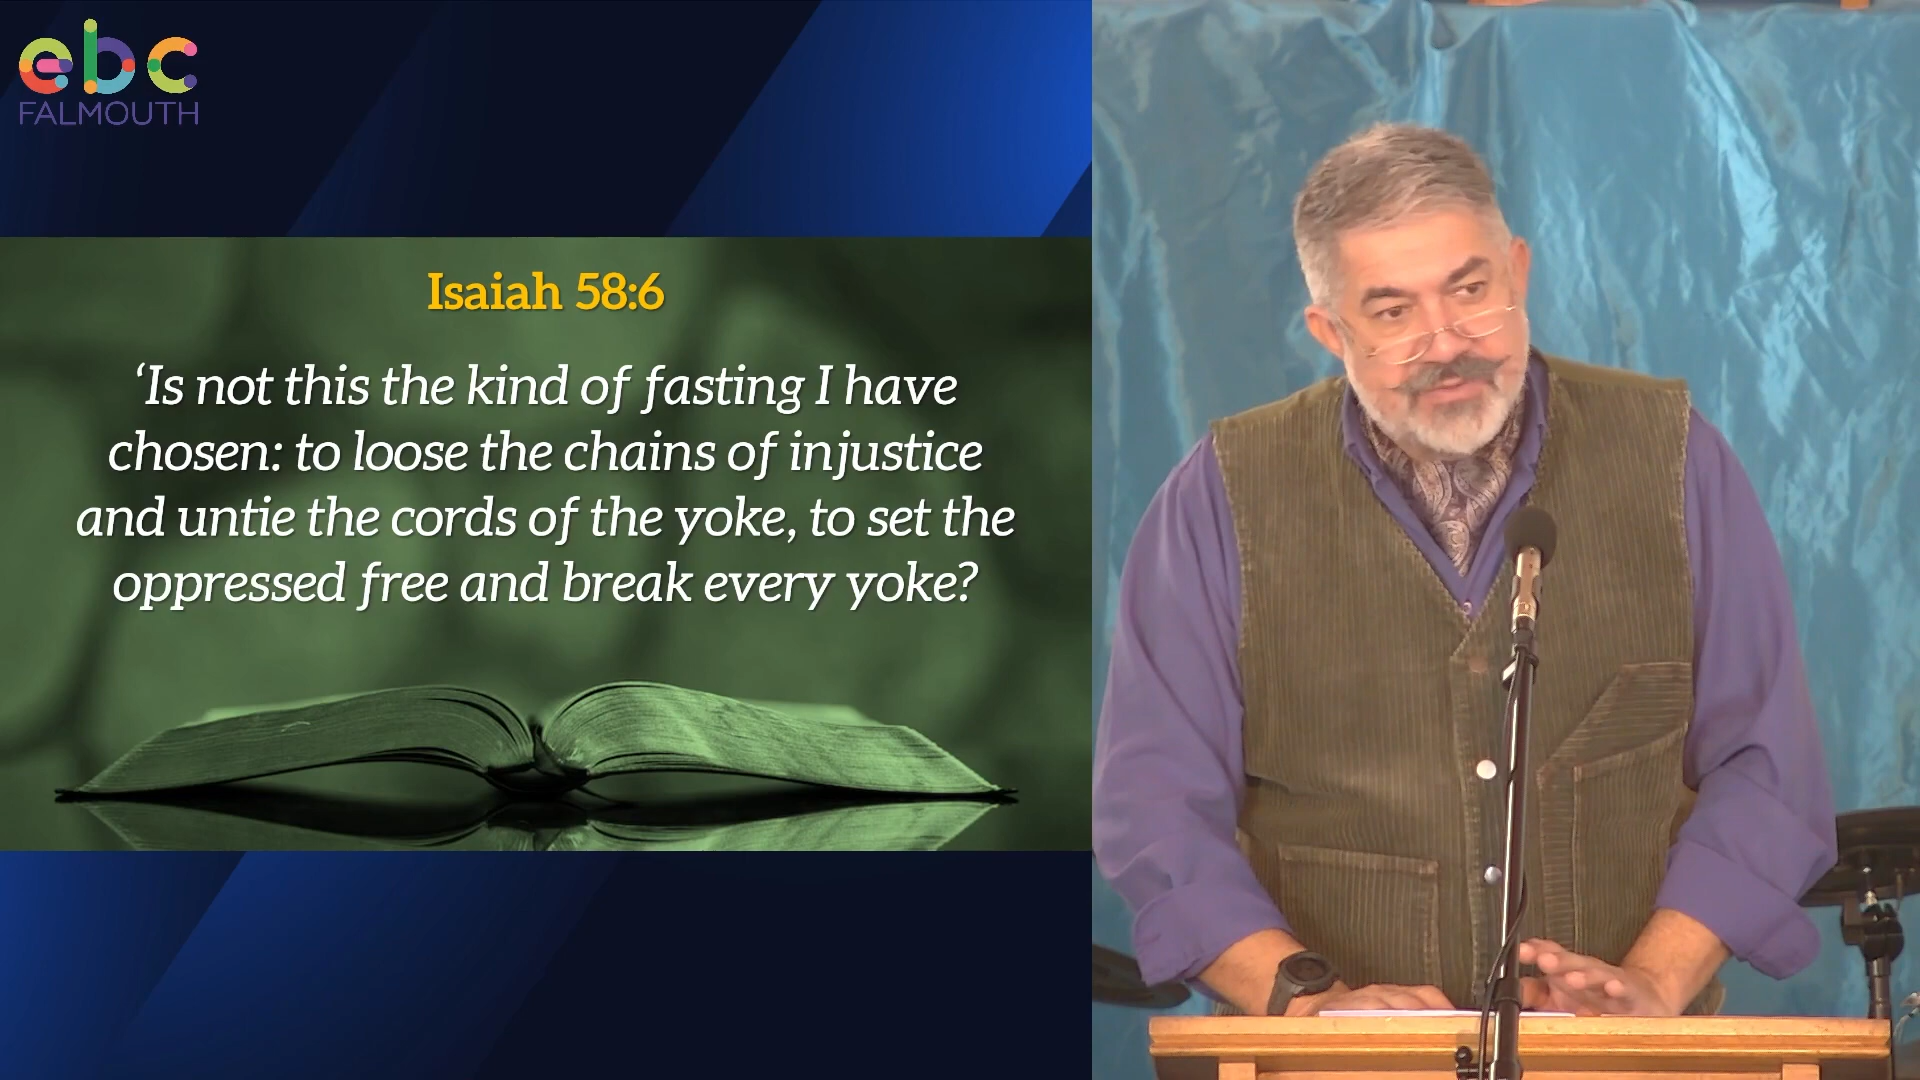 ebc
FALMOUTH
Isaiah 58:6
‘Is not this the kind of fasting I have
chosen: to loose the chains of injustice
and untie the cords of the yoke, to set the
oppressed free and break every yoke?